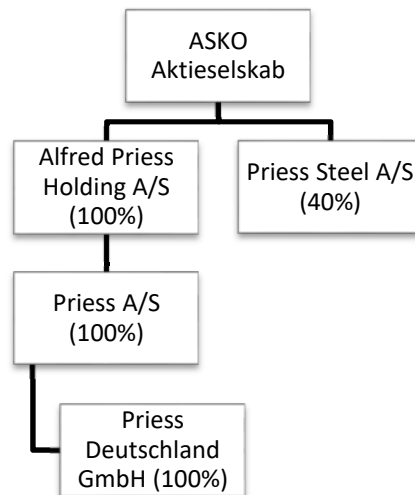 ASKO
Aktieselskab
Alfred Priess
Holding A/S
(100%)
Priess Steel A/S
(40%)
Priess A/S
(100%)
Priess
Deutschland
GmbH (100%)